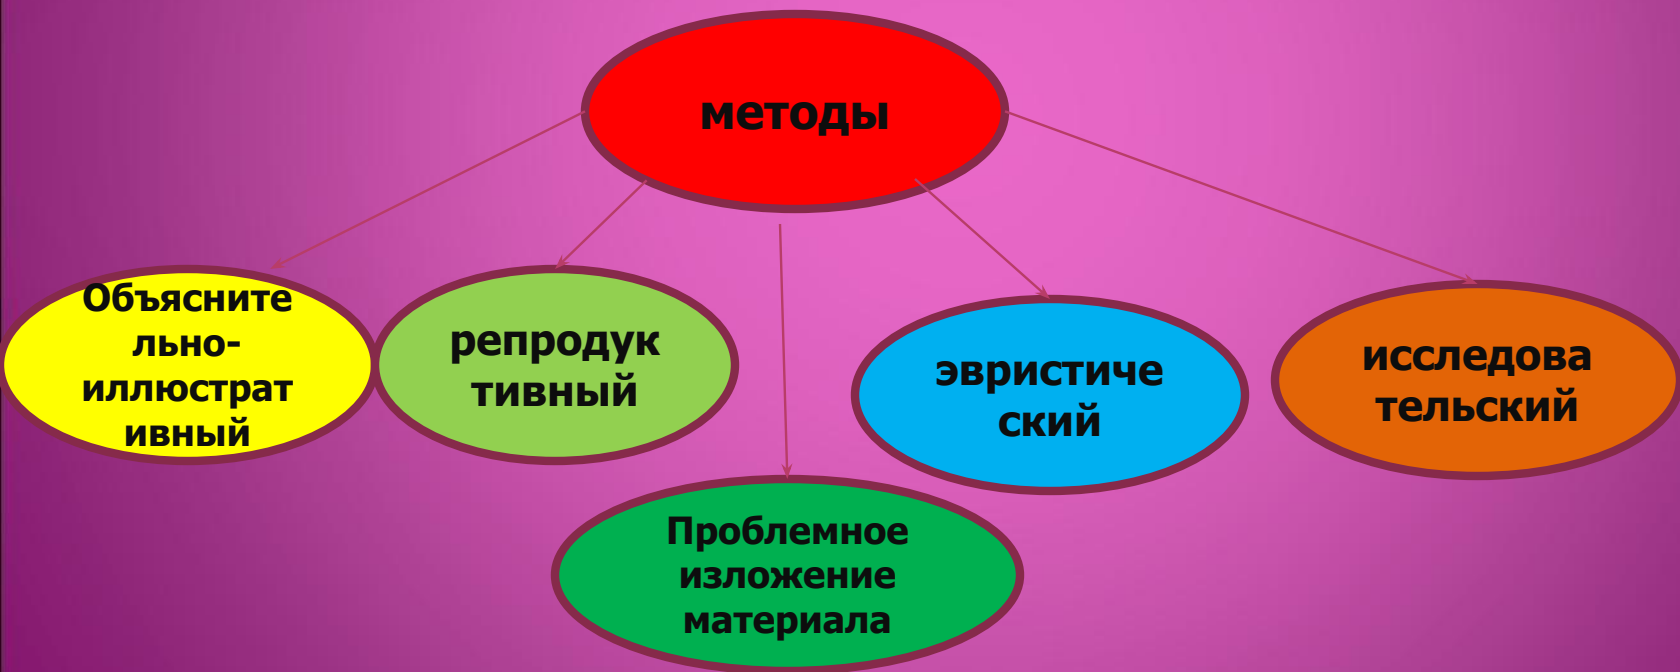 методы
Объясните
льно-
иллюстрат
ивный
репродук
тивный
эвристиче
ский
исследова
тельский
Проблемное
изложение
материала